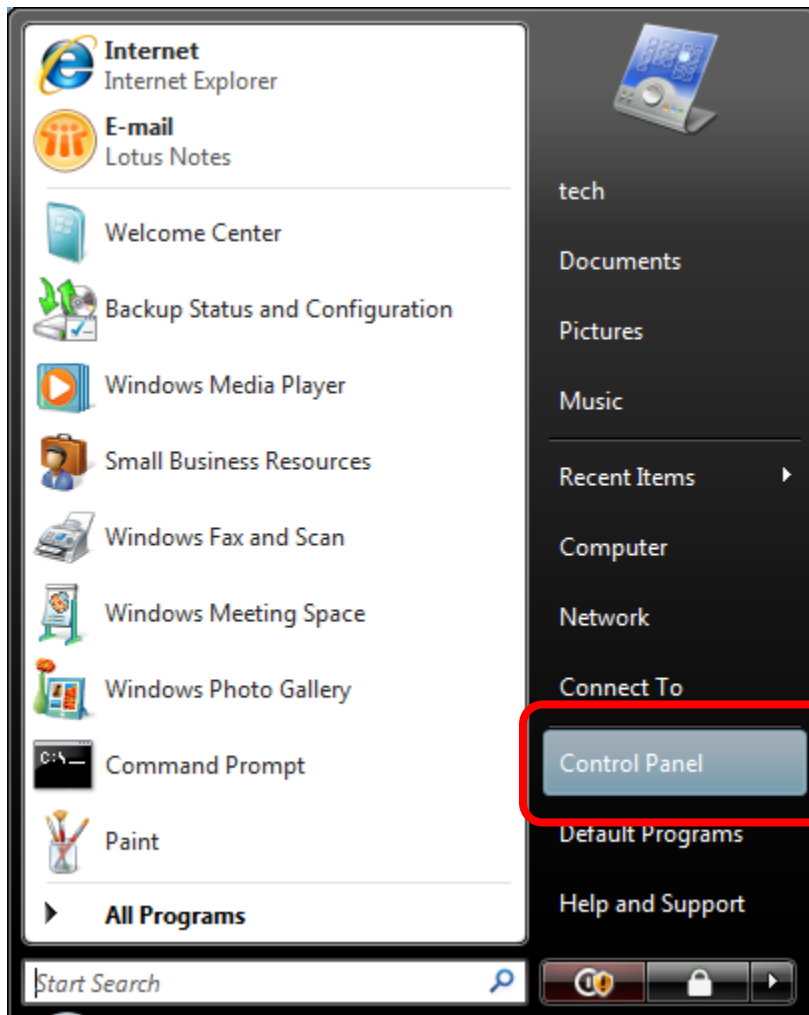 Internet
Internet Explorer
E-mail
Lotus Notes
Welcome Center
Backup Status and Configuration
Windows Media Player
Small Business Resources
Windows Fax and Scan
Windows Meeting Space
Windows Photo Gallery
C:\_
Command Prompt
Paint
All Programs
Start Search
tech
Documents
Pictures
Music
Recent Items
Computer
Network
Connect To
Control Panel
Default Programs
Help and Support